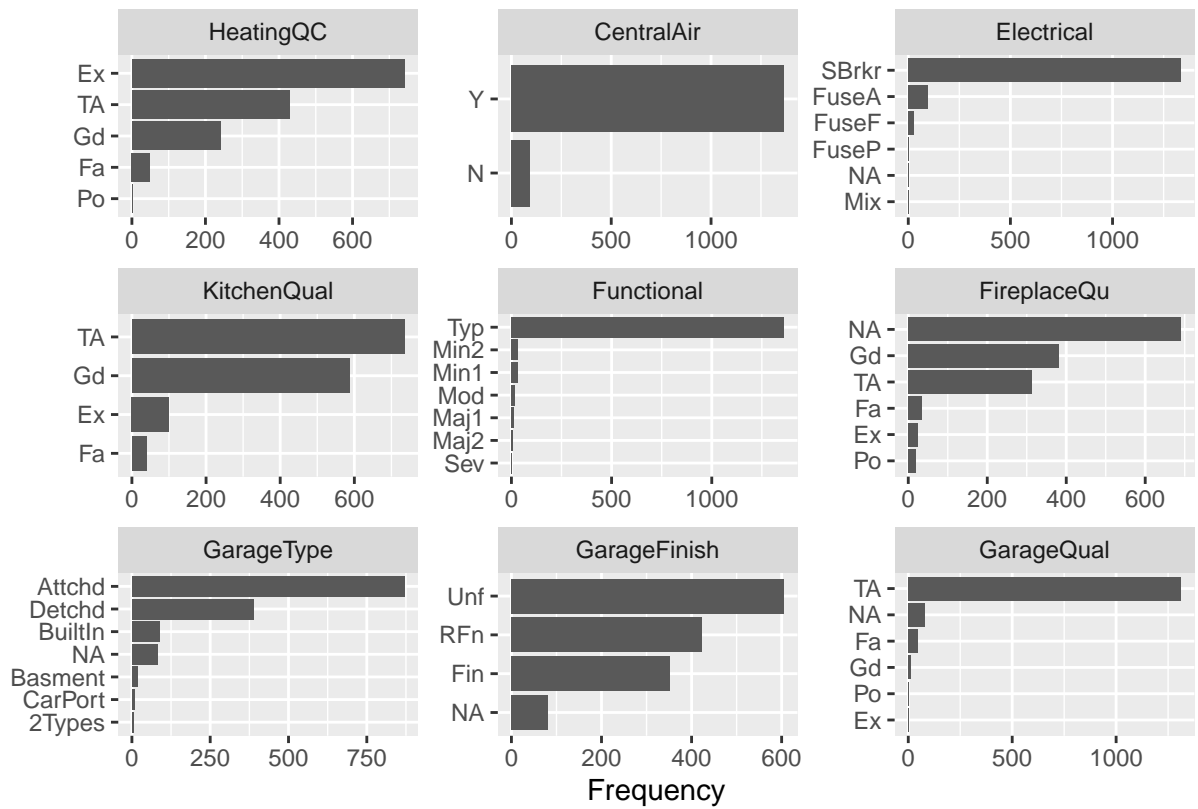 HeatingQC
Ex
TA
Gd
Fa
Po
0 200 400 600
CentralAir
Y
N
0 500 1000
Electrical
SBrkr
FuseA
FuseF
FuseP
NA
Mix
0 500 1000
KitchenQual
TA
Gd
Ex
Fa
0 200 400 600
Functional
Typ
Min2
Min1
Mod
Maj1
Maj2
Sev
0 500 1000
FireplaceQu
NA
Gd
TA
Fa
Ex
Po
0 200 400 600
GarageType
Attchd
Detchd
BuiltIn
NA
Basment
CarPort
2Types
0 250 500 750
GarageFinish
Unf
RFn
Fin
NA
0 200 400 600
GarageQual
TA
NA
Fa
Gd
Po
Ex
0 500 1000
Frequency